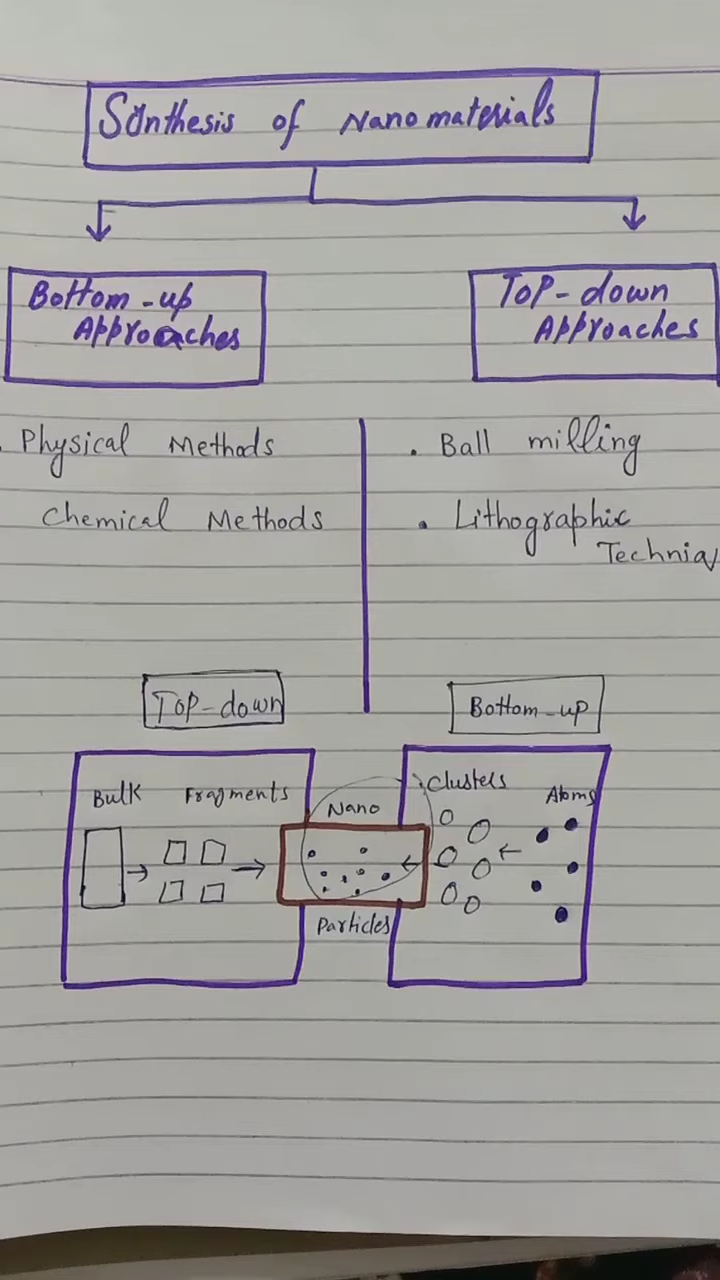 Synthesis of Nanomaterials
Bottom-up
Approaches
Top-down
Approaches
Physical Methods
Chemical Methods
. Ball milling
. Lithographic
Top-down
Bottom-up
Bulk Fragments
Nano
Particles
Clusters
Atoms